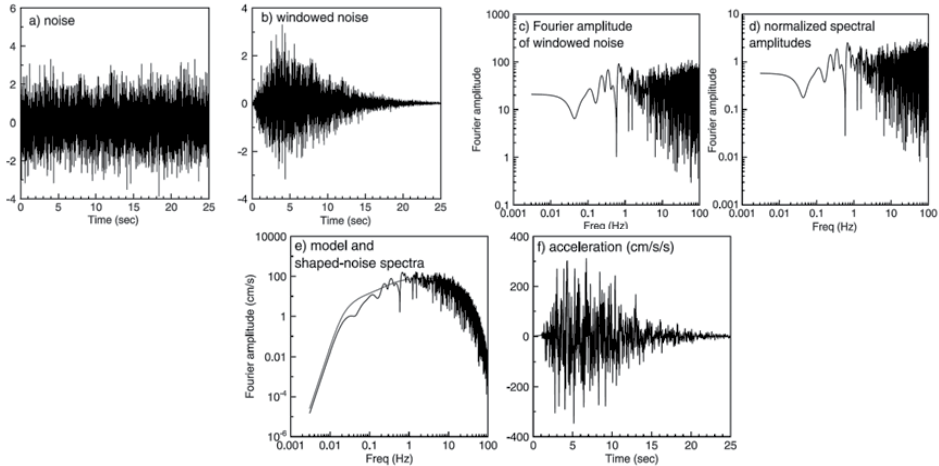 a) noise
6
4
2
0
-2
-4
0 5 10 15 20 25
Time (sec)
b) windowed noise
4
2
0
-2
-4
0 5 10 15 20 25
Time (sec)
c) Fourier amplitude
of windowed noise
Fourier amplitude
1000
100
10
1
0.1
0.001 0.01 0.1 1 10 100
Freq (Hz)
d) normalized spectral
amplitudes
Fourier amplitude
10
1
0.1
0.01
0.001
0.001 0.01 0.1 1 10 100
Freq (Hz)
e) model and
shaped-noise spectra
Fourier amplitude (cm/s)
10000
100
1
0.01
10-4
10-6
0.001 0.01 0.1 1 10 100
Freq (Hz)
f) acceleration (cm/s/s)
400
200
0
-200
-400
0 5 10 15 20 25
Time (sec)